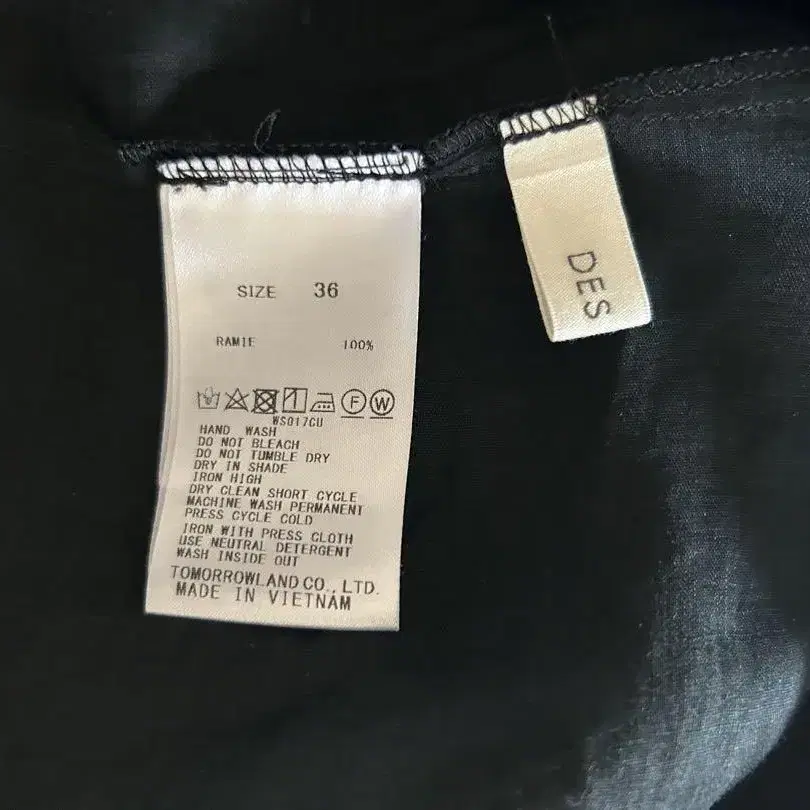 SIZE 36
RAMIE 100%
F W
WS017CU
HAND WASH
DO NOT BLEACH
DO NOT TUMBLE DRY
DRY IN SHADE
IRON HIGH
DRY CLEAN SHORT CYCLE
MACHINE WASH PERMANENT
PRESS CYCLE COLD
IRON WITH PRESS CLOTH
USE NEUTRAL DETERGENT
WASH INSIDE OUT
TOMORROWLAND CO., LTD.
MADE IN VIETNAM
DES